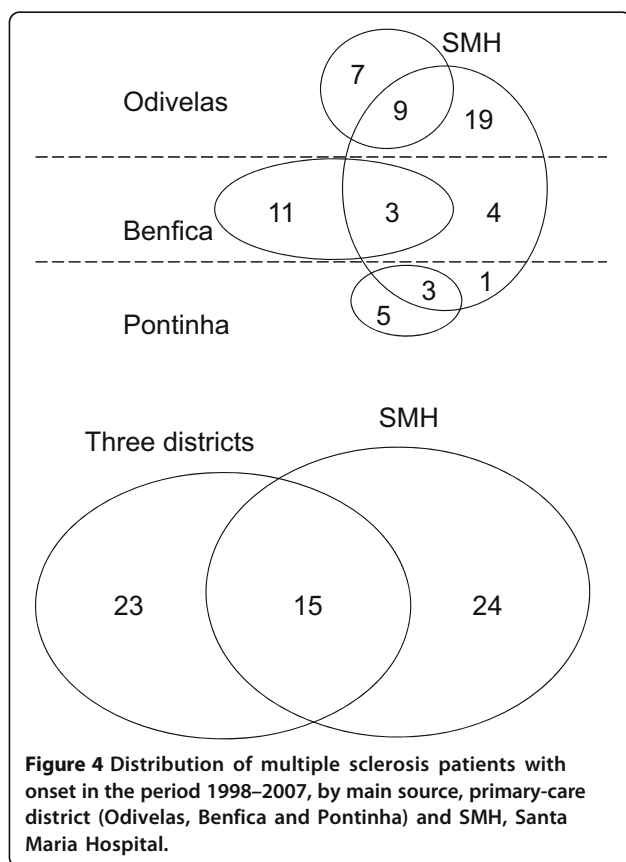 SMH
7
Odivelas
9
19
11
3
4
Benfica
1
3
5
Pontinha
SMH
Three districts
23
15
24
Figure 4 Distribution of multiple sclerosis patients with
onset in the period 1998–2007, by main source, primary-care
district (Odivelas, Benfica and Pontinha) and SMH, Santa
Maria Hospital.